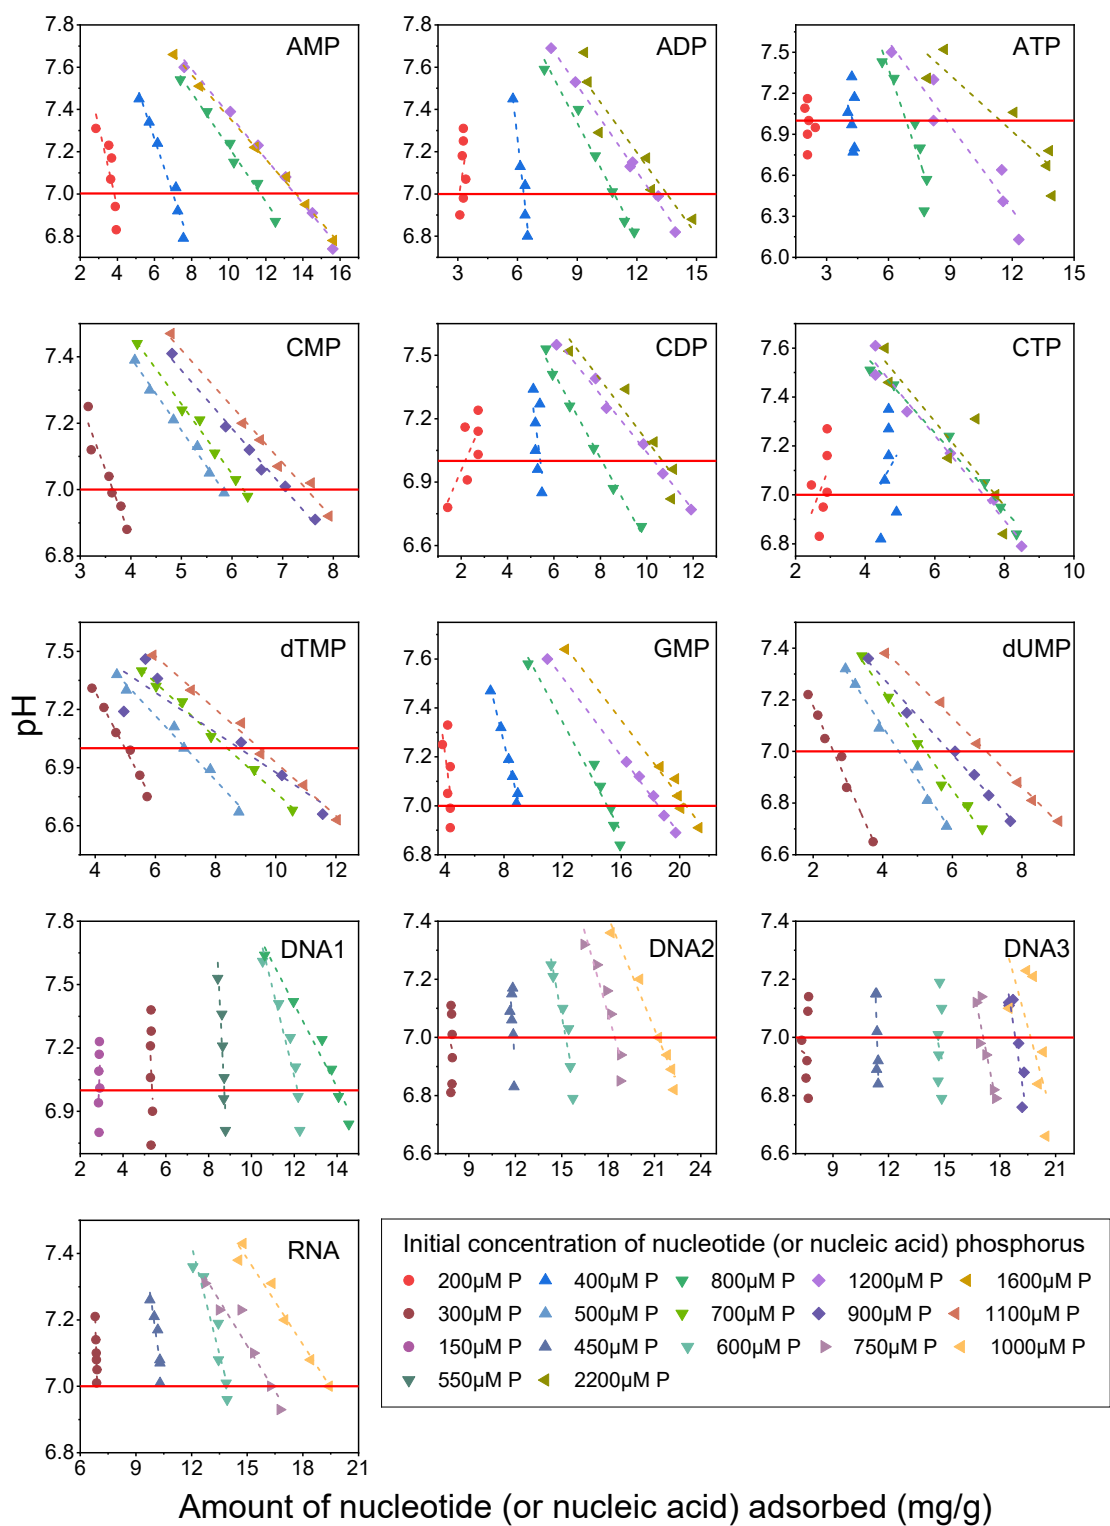 AMP
7.8
7.6
7.4
7.2
7.0
6.8
2 4 6 8 10 12 14 16
ADP
7.8
7.6
7.4
7.2
7.0
6.8
3 6 9 12 15
ATP
7.5
7.2
6.9
6.6
6.3
6.0
3 6 9 12 15
CMP
7.4
7.2
7.0
6.8
3 4 5 6 7 8
CDP
7.5
7.2
6.9
6.6
2 4 6 8 10 12
CTP
7.6
7.4
7.2
7.0
6.8
2 4 6 8 10
pH
dTMP
7.5
7.2
6.9
6.6
4 6 8 10 12
GMP
7.6
7.4
7.2
7.0
6.8
4 8 12 16 20
dUMP
7.4
7.2
7.0
6.8
6.6
2 4 6 8
DNA1
7.8
7.5
7.2
6.9
2 4 6 8 10 12 14
DNA2
7.4
7.2
7.0
6.8
6.6
9 12 15 18 21 24
DNA3
7.4
7.2
7.0
6.8
6.6
9 12 15 18 21
RNA
7.4
7.2
7.0
6.8
6 9 12 15 18 21
Initial concentration of nucleotide (or nucleic acid) phosphorus
200μM P 400μM P 800μM P 1200μM P 1600μM P
300μM P 500μM P 700μM P 900μM P 1100μM P
150μM P 450μM P 600μM P 750μM P 1000μM P
550μM P 2200μM P
Amount of nucleotide (or nucleic acid) adsorbed (mg/g)